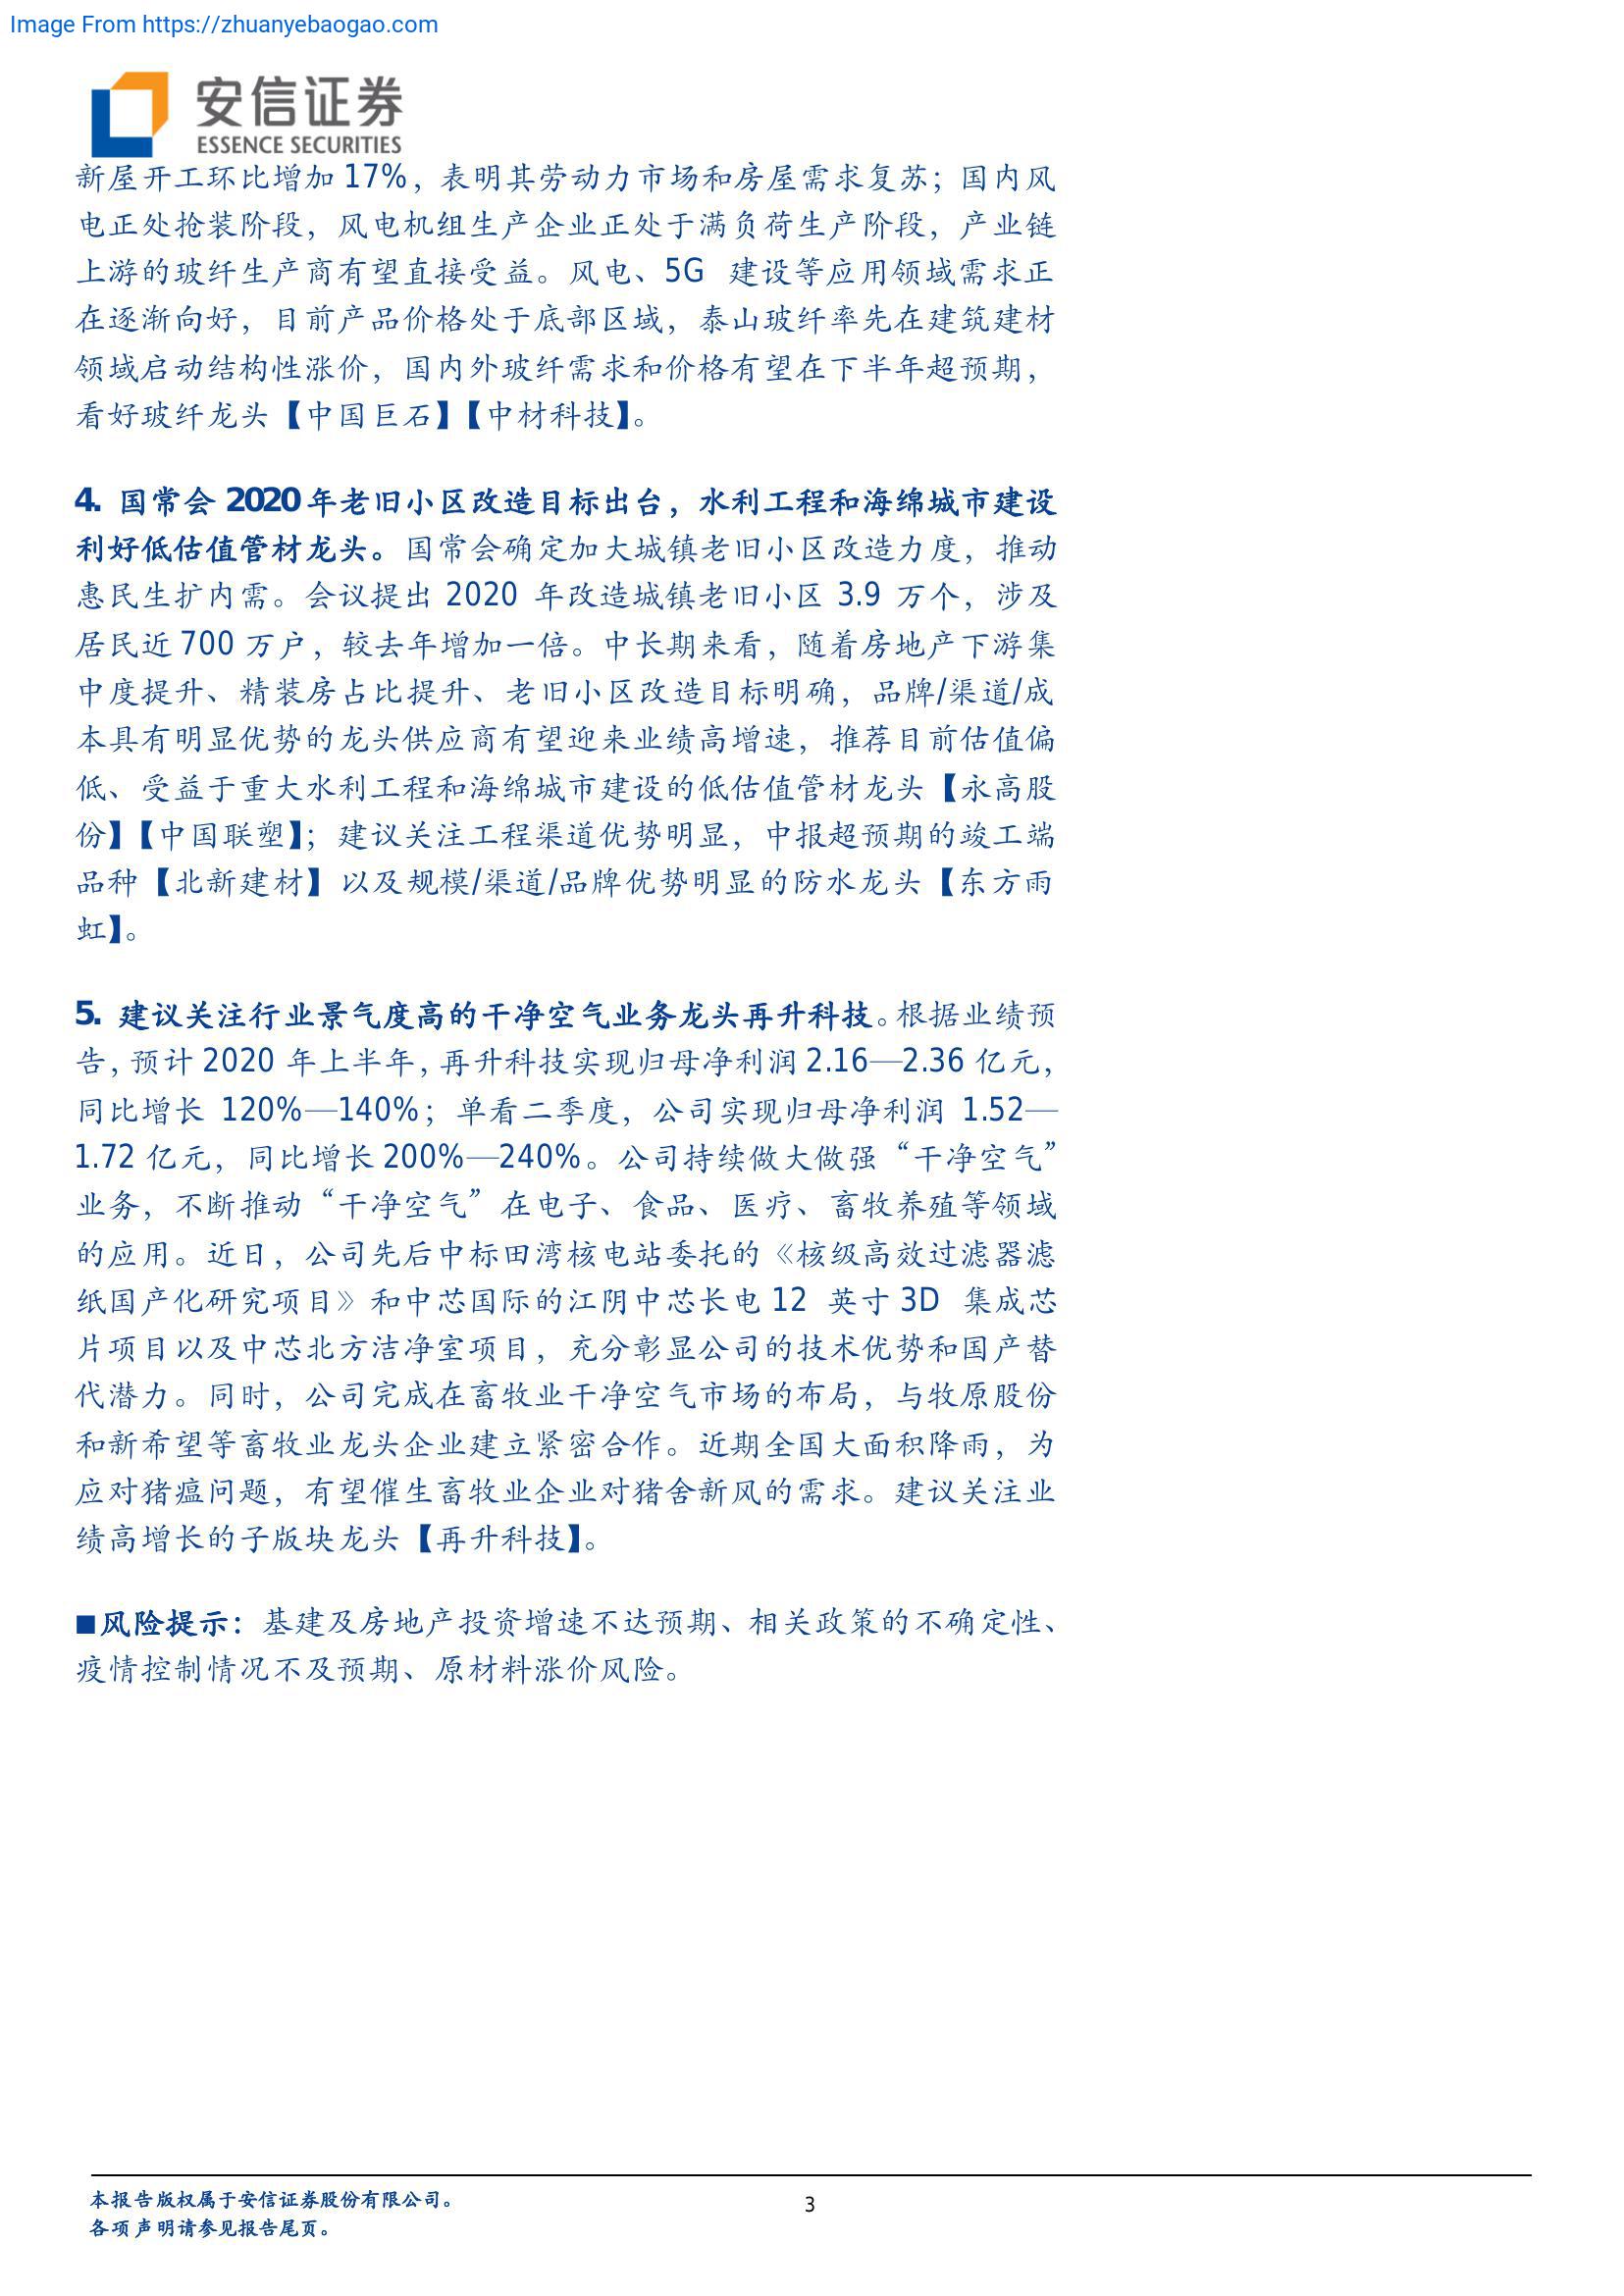 Image From https://zhuanyebaogao.com
安信证券
ESSENCE SECURITIES
新屋开工环比增加 17%，表明其劳动力市场和房屋需求复苏；国内风
电正处抢装阶段，风电机组生产企业正处于满负荷生产阶段，产业链
上游的玻纤生产商有望直接受益。风电、5G 建设等应用领域需求正
在逐渐向好，目前产品价格处于底部区域，泰山玻纤率先在建筑建材
领域启动结构性涨价，国内外玻纤需求和价格有望在下半年超预期，
看好玻纤龙头【中国巨石】【中材科技】。
4. 国常会 2020 年老旧小区改造目标出台，水利工程和海绵城市建设
利好低估值管材龙头。国常会确定加大城镇老旧小区改造力度，推动
惠民生扩内需。会议提出 2020 年改造城镇老旧小区 3.9 万个，涉及
居民近 700 万户，较去年增加一倍。中长期来看，随着房地产下游集
中度提升、精装房占比提升、老旧小区改造目标明确，品牌/渠道/成
本具有明显优势的龙头供应商有望迎来业绩高增速，推荐目前估值偏
低、受益于重大水利工程和海绵城市建设的低估值管材龙头【永高股
份】【中国联塑】；建议关注工程渠道优势明显，中报超预期的竣工端
品种【北新建材】以及规模/渠道/品牌优势明显的防水龙头【东方雨
虹】。
5. 建议关注行业景气度高的干净空气业务龙头再升科技。根据业绩预
告，预计 2020 年上半年，再升科技实现归母净利润 2.16—2.36 亿元，
同比增长 120%—140%；单看二季度，公司实现归母净利润 1.52—
1.72 亿元，同比增长 200%—240%。公司持续做大做强“干净空气”
业务，不断推动“干净空气”在电子、食品、医疗、畜牧养殖等领域
的应用。近日，公司先后中标田湾核电站委托的《核级高效过滤器滤
纸国产化研究项目》和中芯国际的江阴中芯长电 12 英寸 3D 集成芯
片项目以及中芯北方洁净室项目，充分彰显公司的技术优势和国产替
代潜力。同时，公司完成在畜牧业干净空气市场的布局，与牧原股份
和新希望等畜牧业龙头企业建立紧密合作。近期全国大面积降雨，为
应对猪瘟问题，有望催生畜牧业企业对猪舍新风的需求。建议关注业
绩高增长的子版块龙头【再升科技】。
■风险提示：基建及房地产投资增速不达预期、相关政策的不确定性、
疫情控制情况不及预期、原材料涨价风险。
本报告版权属于安信证券股份有限公司。
3
各项声明请参见报告尾页。